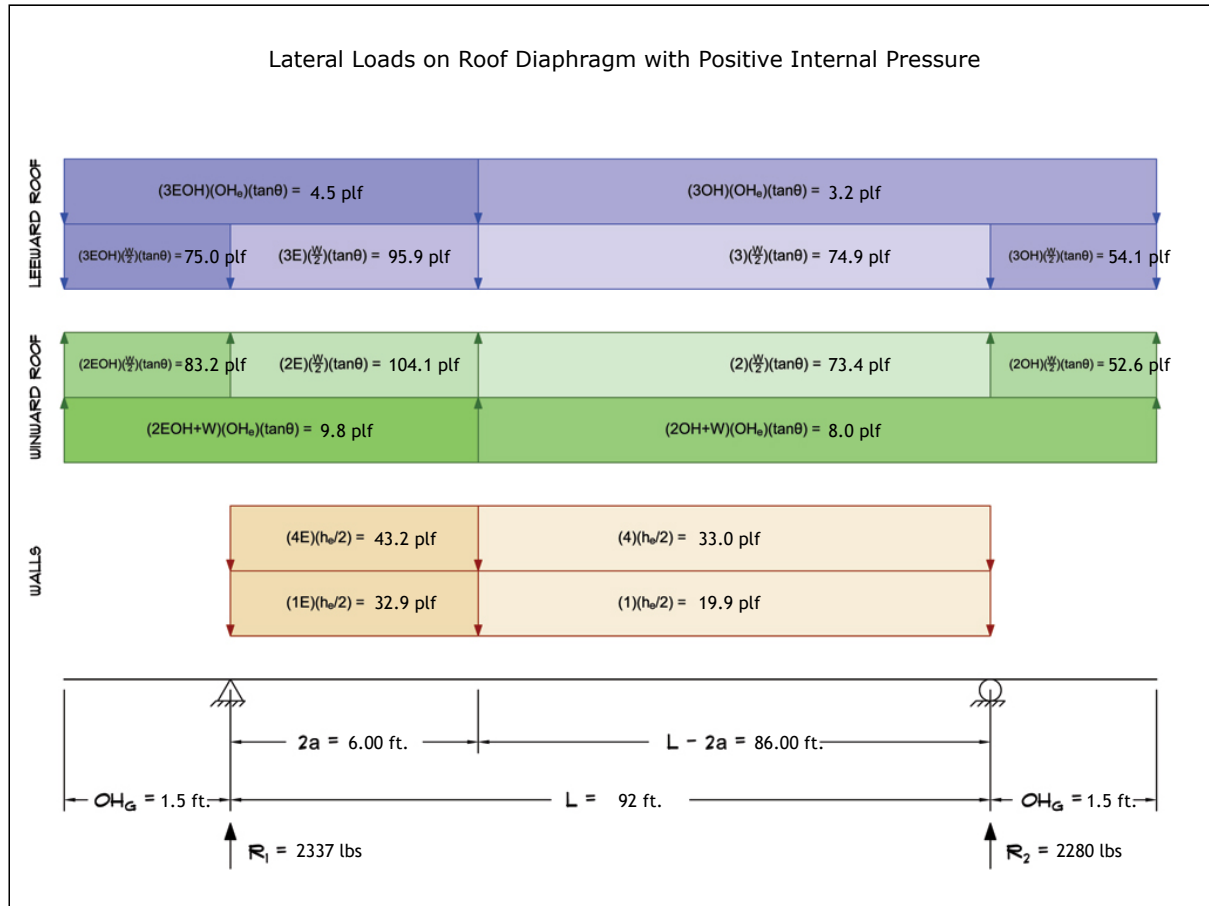 Lateral Loads on Roof Diaphragm with Positive Internal Pressure
LEEWARD ROOF
(3EOH)(OHₑ)(tanθ) = 4.5 plf
(3OH)(OHₑ)(tanθ) = 3.2 plf
(3EOH)(W/2)(tanθ) = 75.0 plf
(3E)(W/2)(tanθ) = 95.9 plf
(3)(W/2)(tanθ) = 74.9 plf
(3OH)(W/2)(tanθ) = 54.1 plf
WINWARD ROOF
(2EOH)(W/2)(tanθ) = 83.2 plf
(2E)(W/2)(tanθ) = 104.1 plf
(2)(W/2)(tanθ) = 73.4 plf
(2OH)(W/2)(tanθ) = 52.6 plf
(2EOH+W)(OHₑ)(tanθ) = 9.8 plf
(2OH+W)(OHₑ)(tanθ) = 8.0 plf
WALLS
(4E)(hₑ/2) = 43.2 plf
(4)(hₑ/2) = 33.0 plf
(1E)(hₑ/2) = 32.9 plf
(1)(hₑ/2) = 19.9 plf
2a = 6.00 ft.
L - 2a = 86.00 ft.
OH_G = 1.5 ft.
L = 92 ft.
OH_G = 1.5 ft.
R₁ = 2337 lbs
R₂ = 2280 lbs